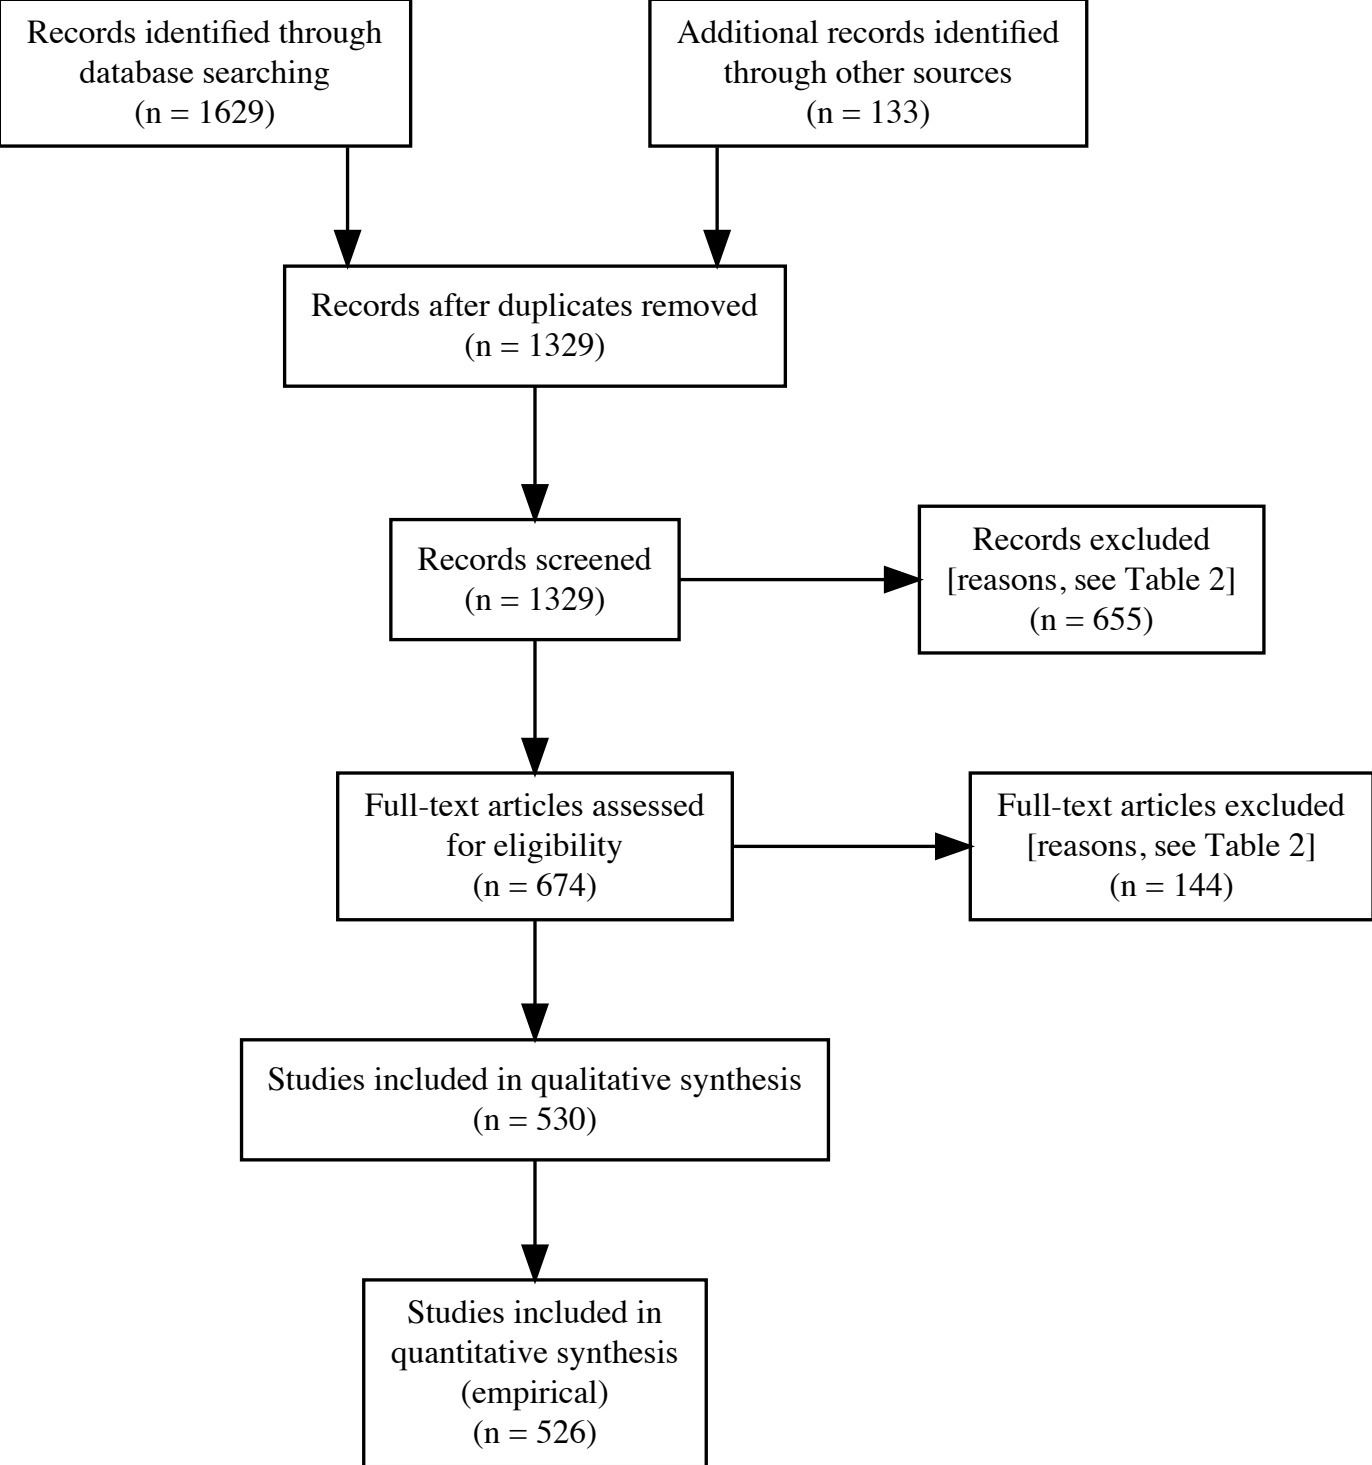 Records identified through
database searching
(n = 1629)
Additional records identified
through other sources
(n = 133)
Records after duplicates removed
(n = 1329)
Records screened
(n = 1329)
Records excluded
[reasons, see Table 2]
(n = 655)
Full-text articles assessed
for eligibility
(n = 674)
Full-text articles excluded
[reasons, see Table 2]
(n = 144)
Studies included in qualitative synthesis
(n = 530)
Studies included in
quantitative synthesis
(empirical)
(n = 526)